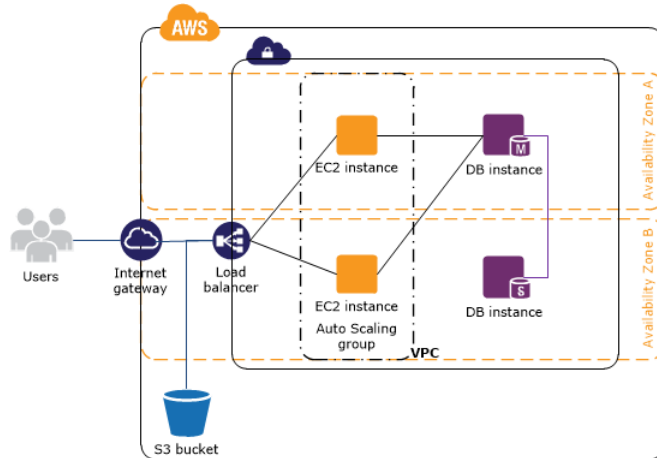 AWS
Availability Zone A
EC2 instance
M
DB instance
Users
Internet
gateway
Load
balancer
EC2 instance
Auto Scaling
group
S
DB instance
Availability Zone B
VPC
S3 bucket